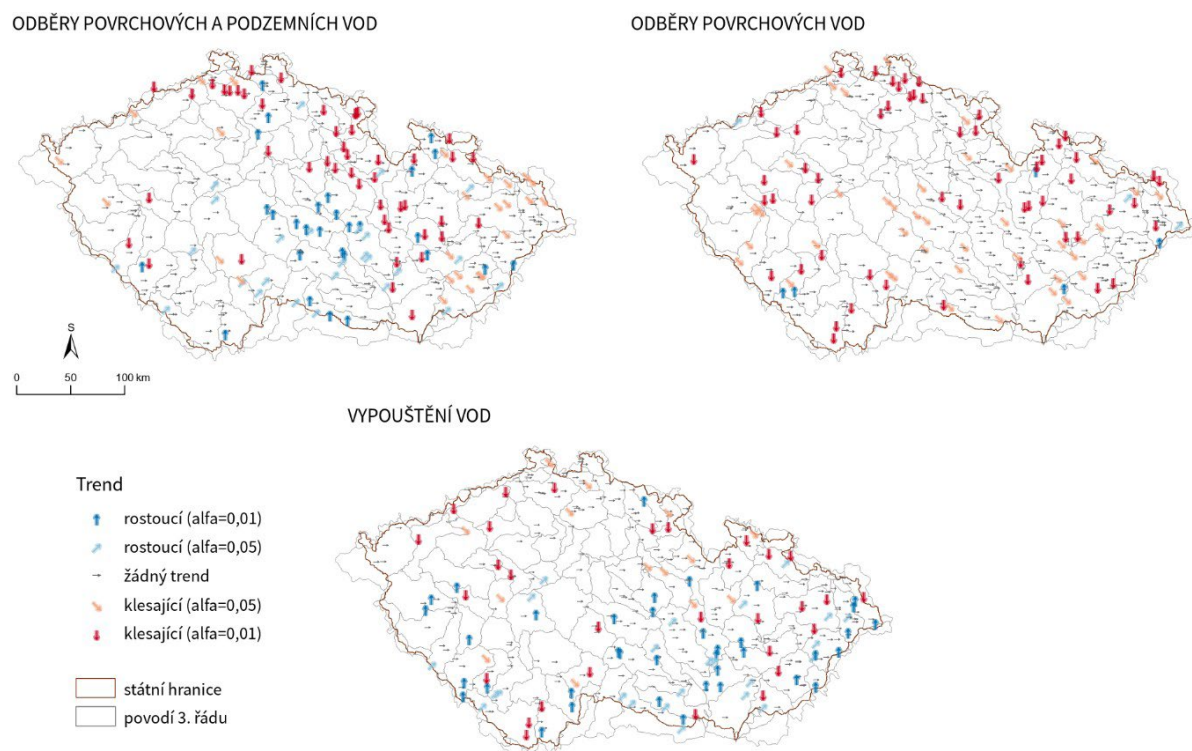 ODBĚRY POVRCHOVÝCH A PODZEMNÍCH VOD
ODBĚRY POVRCHOVÝCH VOD
S
0 50 100 km
VYPOUŠTĚNÍ VOD
Trend
rostoucí (alfa=0,01)
rostoucí (alfa=0,05)
žádný trend
klesající (alfa=0,05)
klesající (alfa=0,01)
státní hranice
povodí 3. řádu